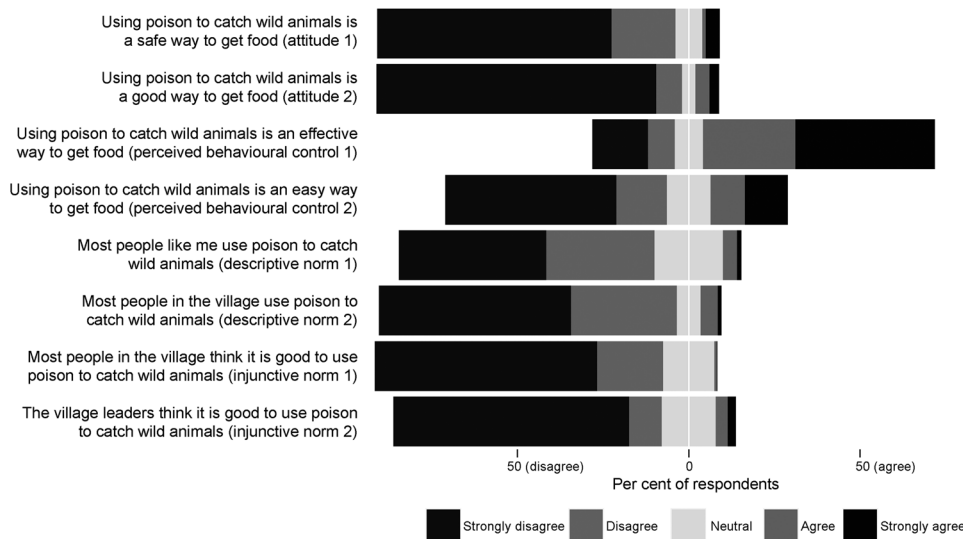 Using poison to catch wild animals is
a safe way to get food (attitude 1)
Using poison to catch wild animals is
a good way to get food (attitude 2)
Using poison to catch wild animals is an effective
way to get food (perceived behavioural control 1)
Using poison to catch wild animals is an easy way
to get food (perceived behavioural control 2)
Most people like me use poison to catch
wild animals (descriptive norm 1)
Most people in the village use poison to
catch wild animals (descriptive norm 2)
Most people in the village think it is good to use
poison to catch wild animals (injunctive norm 1)
The village leaders think it is good to use poison
to catch wild animals (injunctive norm 2)
50 (disagree) 0 50 (agree)
Per cent of respondents
Strongly disagree Disagree Neutral Agree Strongly agree